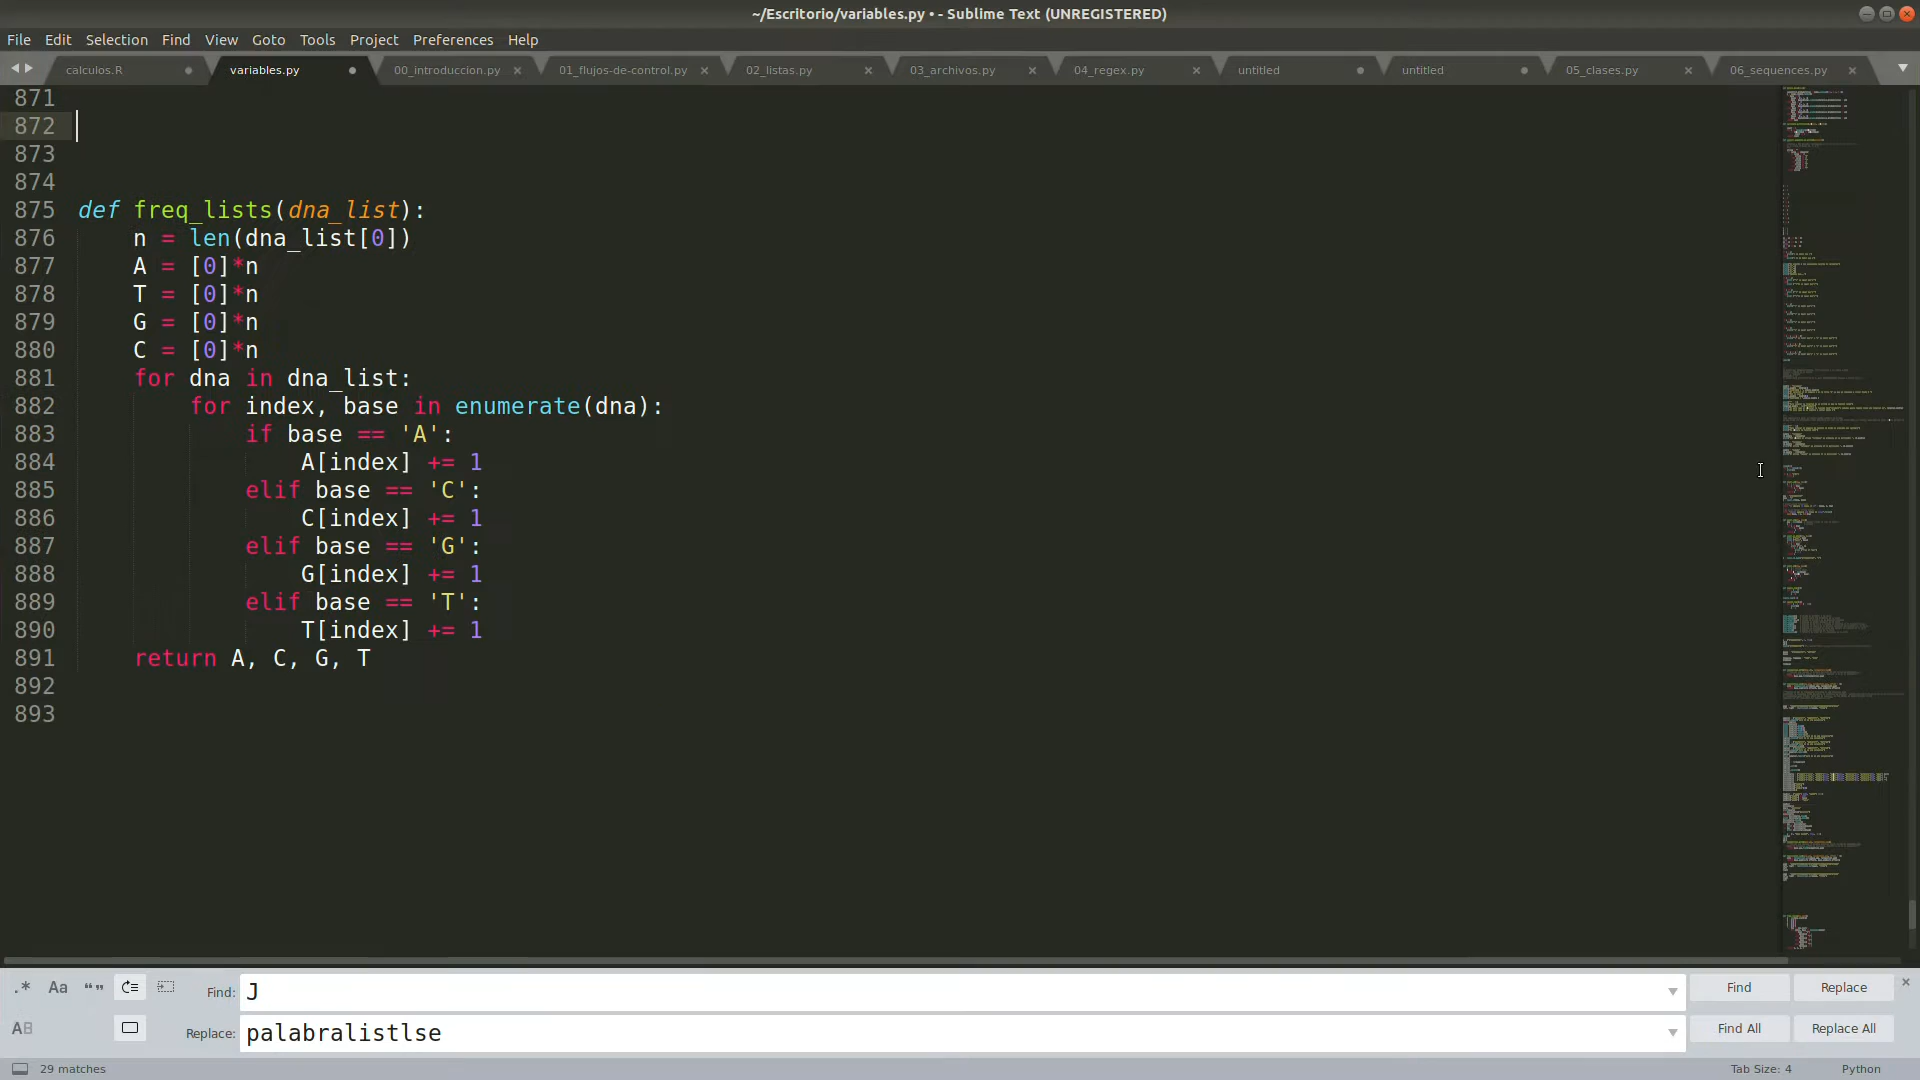 ~/Escritorio/variables.py • - Sublime Text (UNREGISTERED)
File Edit Selection Find View Goto Tools Project Preferences Help
calculos.R variables.py 00_introduccion.py 01_flujos-de-control.py 02_listas.py 03_archivos.py 04_regex.py untitled untitled 05_clases.py 06_sequences.py
871
872
873
874
875 def freq_lists(dna_list):
876     n = len(dna_list[0])
877     A = [0]*n
878     T = [0]*n
879     G = [0]*n
880     C = [0]*n
881     for dna in dna_list:
882         for index, base in enumerate(dna):
883             if base == 'A':
884                 A[index] += 1
885             elif base == 'C':
886                 C[index] += 1
887             elif base == 'G':
888                 G[index] += 1
889             elif base == 'T':
890                 T[index] += 1
891     return A, C, G, T
892
893
.* Aa “” Find: J Find Replace
AB Replace: palabralistlse Find All Replace All
29 matches Tab Size: 4 Python